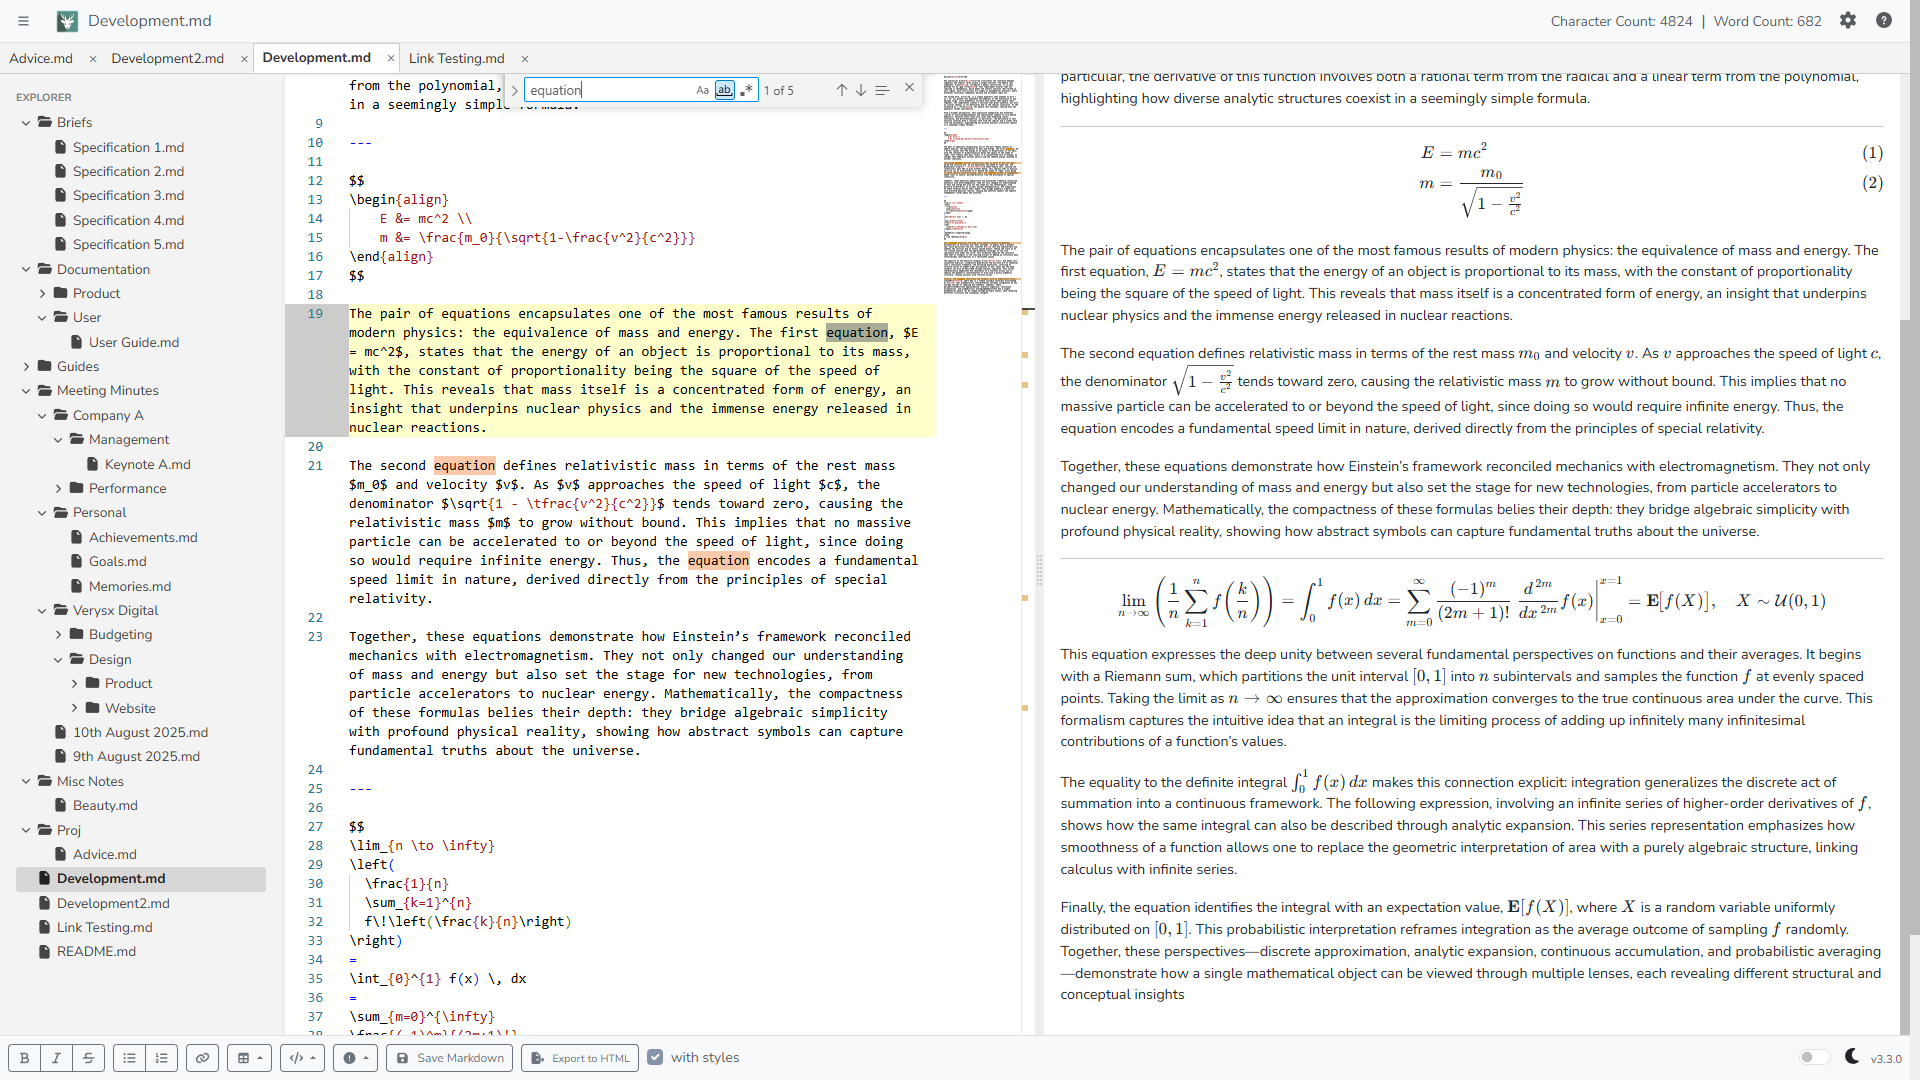 Development.md
Character Count: 4824 | Word Count: 682
Advice.md × Development2.md × Development.md × Link Testing.md ×
EXPLORER
Briefs
Specification 1.md
Specification 2.md
Specification 3.md
Specification 4.md
Specification 5.md
Documentation
Product
User
User Guide.md
Guides
Meeting Minutes
Company A
Management
Keynote A.md
Performance
Personal
Achievements.md
Goals.md
Memories.md
Verysx Digital
Budgeting
Design
Product
Website
10th August 2025.md
9th August 2025.md
Misc Notes
Beauty.md
Proj
Advice.md
Development.md
Development2.md
Link Testing.md
README.md
equation Aa ab .* 1 of 5
from the polynomial,
in a seemingly simple formula.
9
10 ---
11
12 $$
13 \begin{align}
14 E &= mc^2 \\
15 m &= \frac{m_0}{\sqrt{1-\frac{v^2}{c^2}}}
16 \end{align}
17 $$
18
19 The pair of equations encapsulates one of the most famous results of
modern physics: the equivalence of mass and energy. The first equation, $E
= mc^2$, states that the energy of an object is proportional to its mass,
with the constant of proportionality being the square of the speed of
light. This reveals that mass itself is a concentrated form of energy, an
insight that underpins nuclear physics and the immense energy released in
nuclear reactions.
20
21 The second equation defines relativistic mass in terms of the rest mass
$m_0$ and velocity $v$. As $v$ approaches the speed of light $c$, the
denominator $\sqrt{1 - \tfrac{v^2}{c^2}}$ tends toward zero, causing the
relativistic mass $m$ to grow without bound. This implies that no massive
particle can be accelerated to or beyond the speed of light, since doing
so would require infinite energy. Thus, the equation encodes a fundamental
speed limit in nature, derived directly from the principles of special
relativity.
22
23 Together, these equations demonstrate how Einstein’s framework reconciled
mechanics with electromagnetism. They not only changed our understanding
of mass and energy but also set the stage for new technologies, from
particle accelerators to nuclear energy. Mathematically, the compactness
of these formulas belies their depth: they bridge algebraic simplicity
with profound physical reality, showing how abstract symbols can capture
fundamental truths about the universe.
24
25 ---
26
27 $$
28 \lim_{n \to \infty}
29 \left(
30 \frac{1}{n}
31 \sum_{k=1}^{n}
32 f\!\left(\frac{k}{n}\right)
33 \right)
34 =
35 \int_{0}^{1} f(x) \, dx
36 =
37 \sum_{m=0}^{\infty}
38 \frac{(-1)^m}{(2m+1)!}
particular, the derivative of this function involves both a rational term from the radical and a linear term from the polynomial,
highlighting how diverse analytic structures coexist in a seemingly simple formula.
E = mc² (1)
m = m₀ / √(1 − v²/c²) (2)
The pair of equations encapsulates one of the most famous results of modern physics: the equivalence of mass and energy. The
first equation, E = mc², states that the energy of an object is proportional to its mass, with the constant of proportionality
being the square of the speed of light. This reveals that mass itself is a concentrated form of energy, an insight that underpins
nuclear physics and the immense energy released in nuclear reactions.
The second equation defines relativistic mass in terms of the rest mass m₀ and velocity v. As v approaches the speed of light c,
the denominator √(1 − v²/c²) tends toward zero, causing the relativistic mass m to grow without bound. This implies that no
massive particle can be accelerated to or beyond the speed of light, since doing so would require infinite energy. Thus, the
equation encodes a fundamental speed limit in nature, derived directly from the principles of special relativity.
Together, these equations demonstrate how Einstein’s framework reconciled mechanics with electromagnetism. They not only
changed our understanding of mass and energy but also set the stage for new technologies, from particle accelerators to
nuclear energy. Mathematically, the compactness of these formulas belies their depth: they bridge algebraic simplicity with
profound physical reality, showing how abstract symbols can capture fundamental truths about the universe.
lim n→∞ (1/n ∑ k=1 n f(k/n)) = ∫₀¹ f(x) dx = ∑ m=0 ∞ (−1)ᵐ/(2m + 1)! d²ᵐ/dx²ᵐ f(x) | x=1 x=0 = E[f(X)], X ∼ U(0, 1)
This equation expresses the deep unity between several fundamental perspectives on functions and their averages. It begins
with a Riemann sum, which partitions the unit interval [0, 1] into n subintervals and samples the function f at evenly spaced
points. Taking the limit as n → ∞ ensures that the approximation converges to the true continuous area under the curve. This
formalism captures the intuitive idea that an integral is the limiting process of adding up infinitely many infinitesimal
contributions of a function’s values.
The equality to the definite integral ∫₀¹ f(x) dx makes this connection explicit: integration generalizes the discrete act of
summation into a continuous framework. The following expression, involving an infinite series of higher-order derivatives of f,
shows how the same integral can also be described through analytic expansion. This series representation emphasizes how
smoothness of a function allows one to replace the geometric interpretation of area with a purely algebraic structure, linking
calculus with infinite series.
Finally, the equation identifies the integral with an expectation value, E[f(X)], where X is a random variable uniformly
distributed on [0, 1]. This probabilistic interpretation reframes integration as the average outcome of sampling f randomly.
Together, these perspectives—discrete approximation, analytic expansion, continuous accumulation, and probabilistic averaging
—demonstrate how a single mathematical object can be viewed through multiple lenses, each revealing different structural and
conceptual insights
B I S Save Markdown Export to HTML with styles v3.3.0